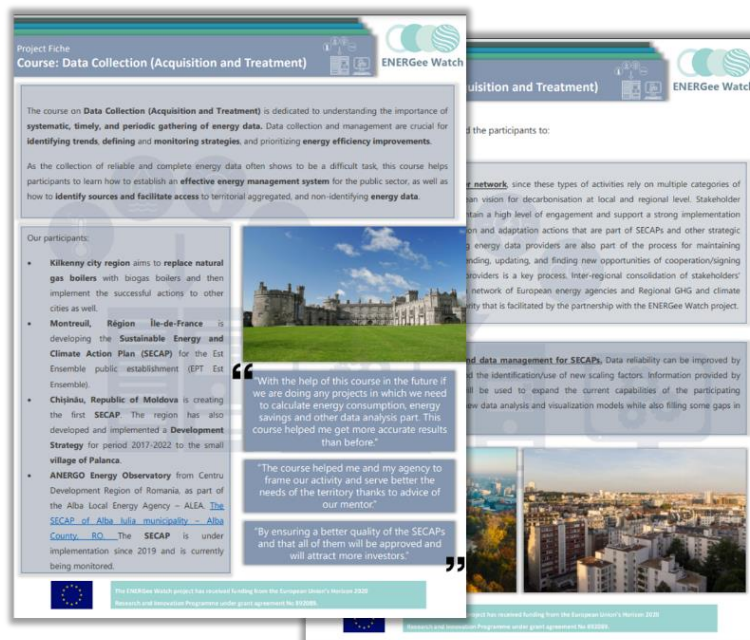 Project Fiche
Course: Data Collection (Acquisition and Treatment)
ENERGee Watch
The course on Data Collection (Acquisition and Treatment) is dedicated to understanding the importance of
systematic, timely, and periodic gathering of energy data. Data collection and management are crucial for
identifying trends, defining and monitoring strategies, and prioritizing energy efficiency improvements.
As the collection of reliable and complete energy data often shows to be a difficult task, this course helps
participants to learn how to establish an effective energy management system for the public sector, as well as
how to identify sources and facilitate access to territorial aggregated, and non-identifying energy data.
Our participants:
• Kilkenny city region aims to replace natural
gas boilers with biogas boilers and then
implement the successful actions to other
cities as well.
• Montreuil, Région Île-de-France is
developing the Sustainable Energy and
Climate Action Plan (SECAP) for the Est
Ensemble public establishment (EPT Est
Ensemble).
• Chișinău, Republic of Moldova is creating
the first SECAP. The region has also
developed and implemented a Development
Strategy for period 2017-2022 to the small
village of Palanca.
• ANERGO Energy Observatory from Centru
Development Region of Romania, as part of
the Alba Local Energy Agency – ALEA. The
SECAP of Alba Iulia municipality – Alba
County, RO. The SECAP is under
implementation since 2019 and is currently
being monitored.
"With the help of this course in the future if
we are doing any projects in which we need
to calculate energy consumption, energy
savings and other data analysis part. This
course helped me get more accurate results
than before."
"The course helped me and my agency to
frame our activity and serve better the
needs of the territory thanks to advice of
our mentor"
"By ensuring a better quality of the SECAPs
and that all of them will be approved and
will attract more investors."
The ENERGee Watch project has received funding from the European Union's Horizon 2020
Research and Innovation Programme under grant agreement No 892089.
uisition and Treatment)
ENERGee Watch
d the participants to:
r network, since these types of activities rely on multiple categories of
ean vision for decarbonisation at local and regional level. Stakeholder
ntain a high level of engagement and support a strong implementation
on and adaptation actions that are part of SECAPs and other strategic
g energy data providers are also part of the process for maintaining
nding, updating, and finding new opportunities of cooperation/signing
providers is a key process. Inter-regional consolidation of stakeholders'
network of European energy agencies and Regional GHG and climate
rity that is facilitated by the partnership with the ENERGee Watch project.
nd data management for SECAPs. Data reliability can be improved by
d the identification/use of new scaling factors. Information provided by
ill be used to expand the current capabilities of the participating
ew data analysis and visualization models while also filling some gaps in
project has received funding from the European Union's Horizon 2020
Research and Innovation Programme under grant agreement No 892089.